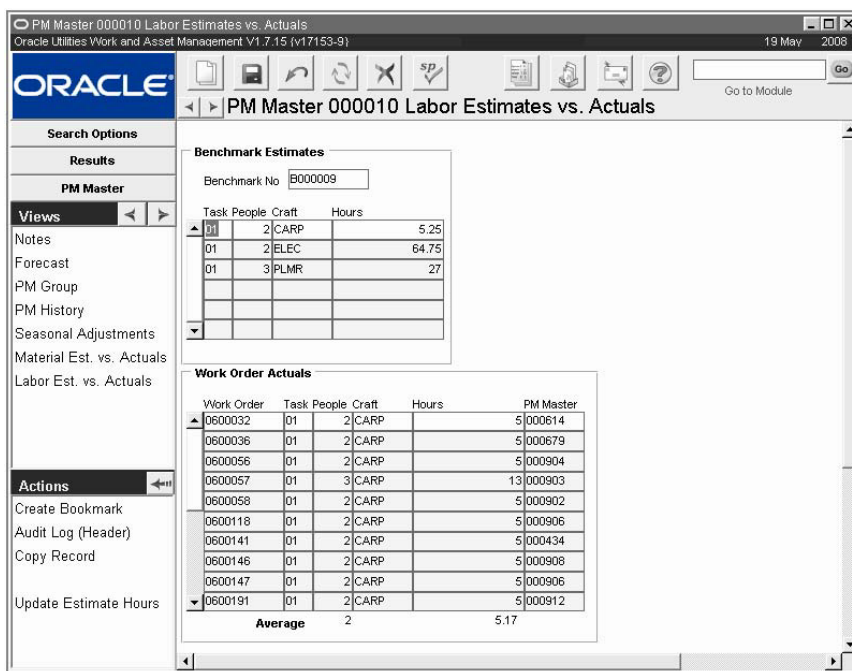 PM Master 000010 Labor Estimates vs. Actuals
Oracle Utilities Work and Asset Management V1.7.15 (v17153-9) 19 May 2008
ORACLE
sp
Go
Go to Module
PM Master 000010 Labor Estimates vs. Actuals
Search Options
Results
PM Master
Views
Notes
Forecast
PM Group
PM History
Seasonal Adjustments
Material Est. vs. Actuals
Labor Est. vs. Actuals
Actions
Create Bookmark
Audit Log (Header)
Copy Record
Update Estimate Hours
Benchmark Estimates
Benchmark No B000009
Task People Craft Hours
01 2 CARP 5.25
01 2 ELEC 64.75
01 3 PLMR 27
Work Order Actuals
Work Order Task People Craft Hours PM Master
0600032 01 2 CARP 5 000614
0600036 01 2 CARP 5 000679
0600056 01 2 CARP 5 000904
0600057 01 3 CARP 13 000903
0600058 01 2 CARP 5 000902
0600118 01 2 CARP 5 000906
0600141 01 2 CARP 5 000434
0600146 01 2 CARP 5 000908
0600147 01 2 CARP 5 000906
0600191 01 2 CARP 5 000912
Average 2 5.17